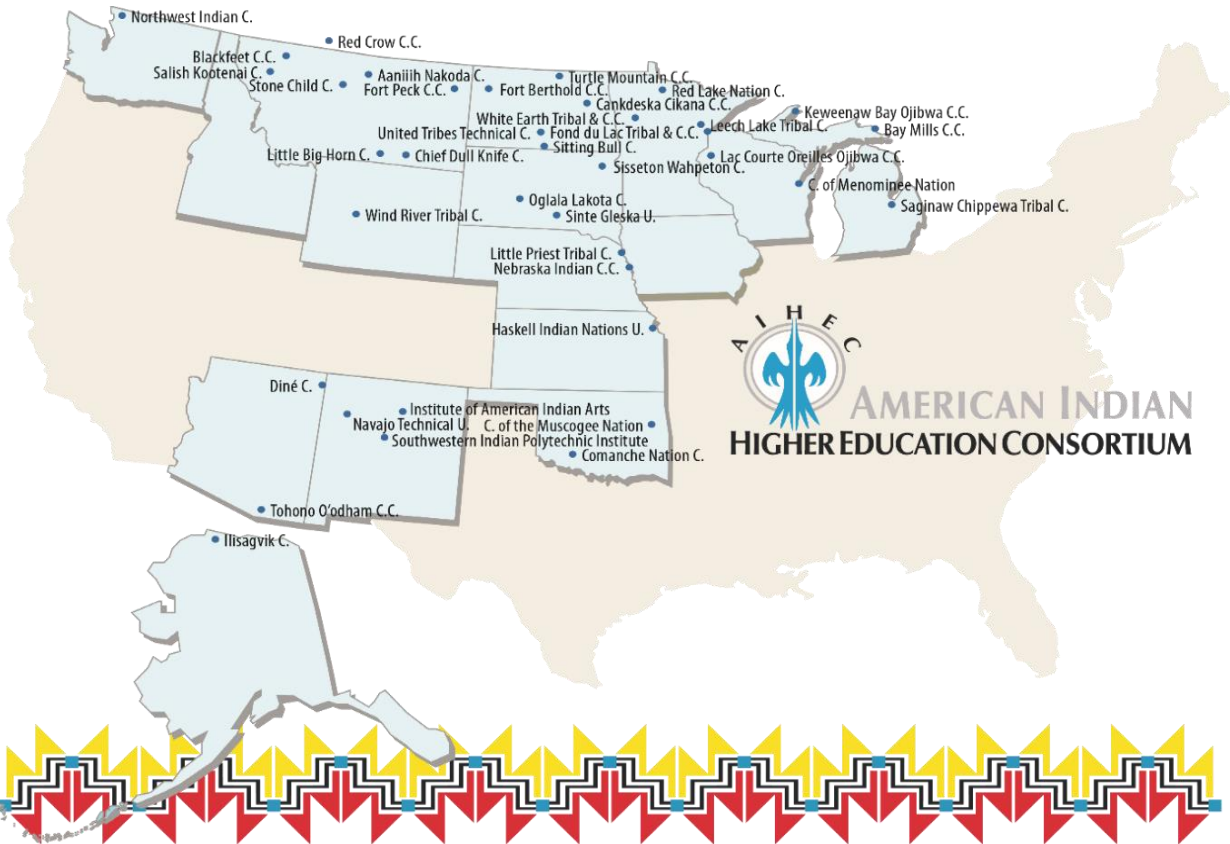 Northwest Indian C.
Red Crow C.C.
Blackfeet C.C.
Salish Kootenai C.
Stone Child C.
Aaniiih Nakoda C.
Fort Peck C.C.
Fort Berthold C.C.
Turtle Mountain C.C.
Red Lake Nation C.
Cankdeska Cikana C.C.
White Earth Tribal & C.C.
United Tribes Technical C.
Fond du Lac Tribal & C.C.
Leech Lake Tribal C.
Keweenaw Bay Ojibwa C.C.
Bay Mills C.C.
Sitting Bull C.
Little Big Horn C.
Chief Dull Knife C.
Sisseton Wahpeton C.
Lac Courte Oreilles Ojibwa C.C.
C. of Menominee Nation
Saginaw Chippewa Tribal C.
Oglala Lakota C.
Sinte Gleska U.
Wind River Tribal C.
Little Priest Tribal C.
Nebraska Indian C.C.
Haskell Indian Nations U.
Diné C.
Institute of American Indian Arts
Navajo Technical U.
C. of the Muscogee Nation
Southwestern Indian Polytechnic Institute
Comanche Nation C.
Tohono O'odham C.C.
Ilisagvik C.
AIHEC
AMERICAN INDIAN
HIGHER EDUCATION CONSORTIUM